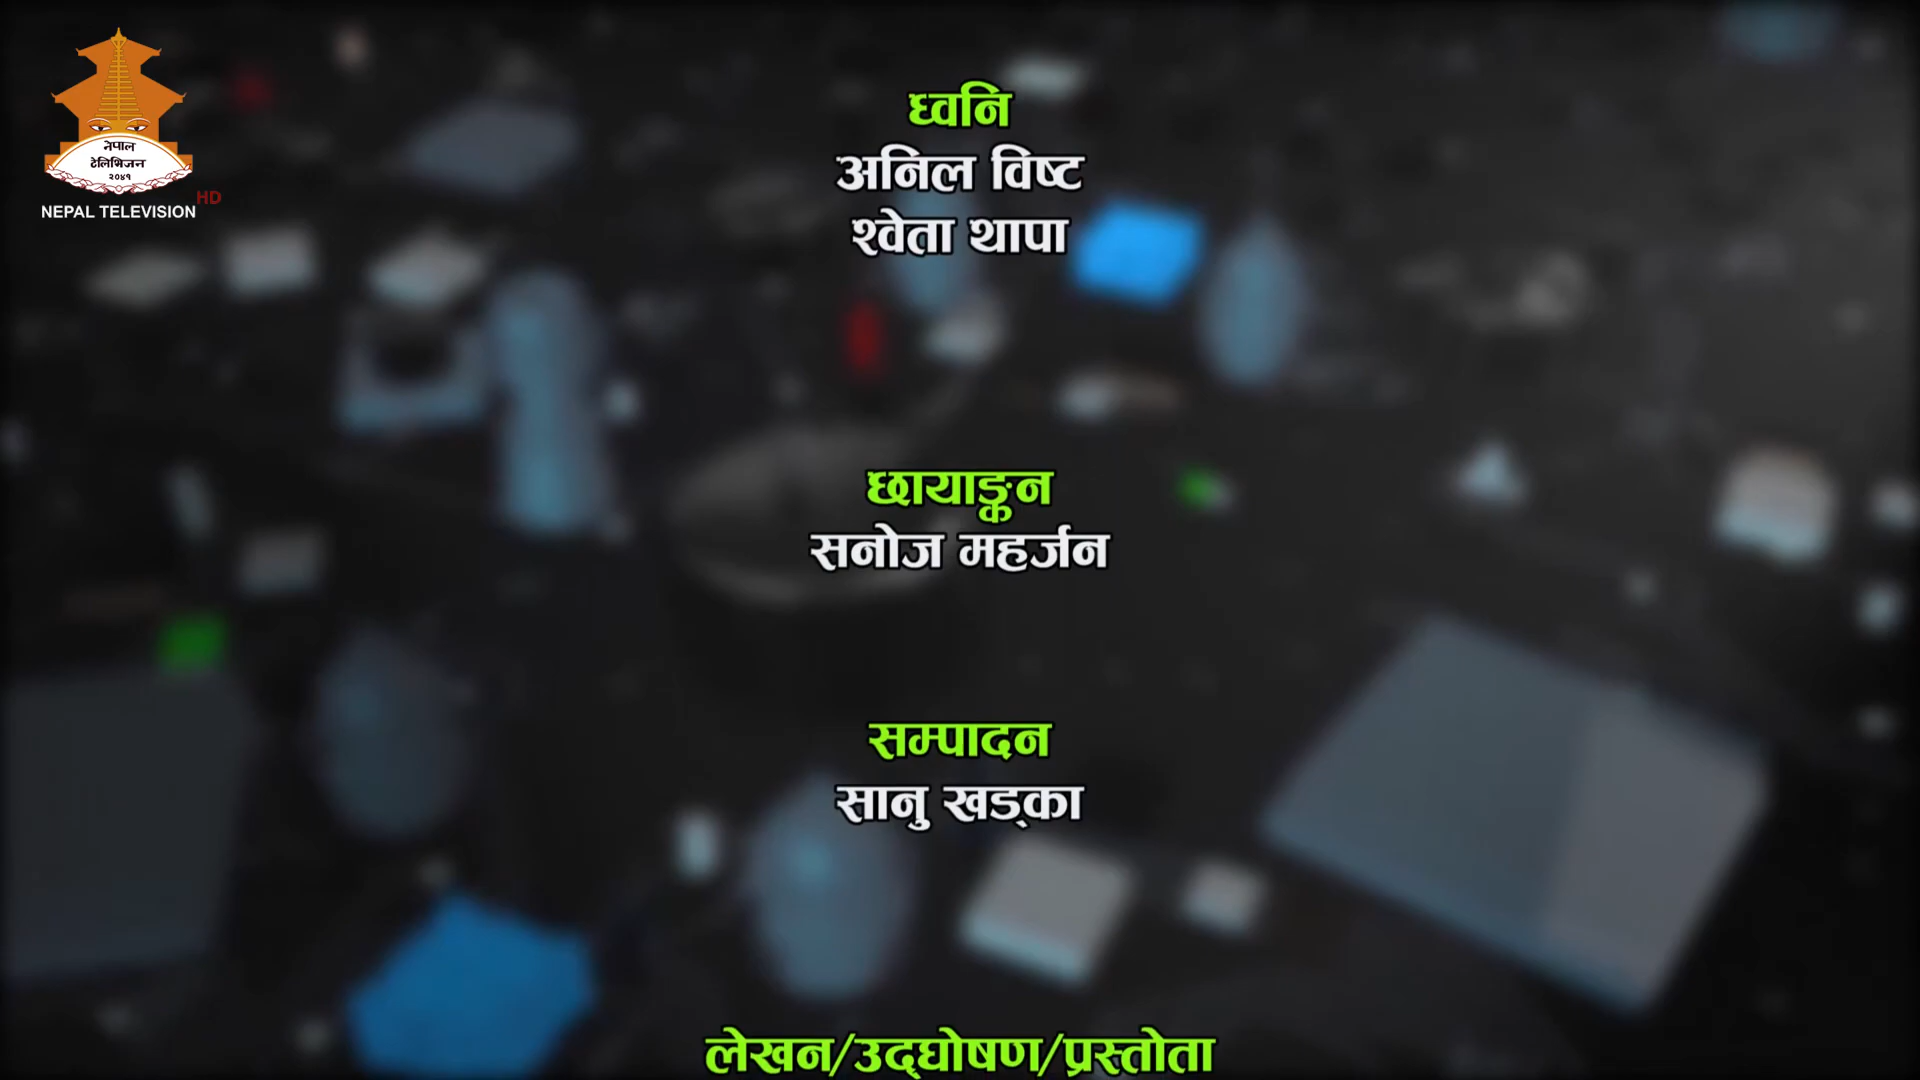 नेपाल
टेलिभिजन
२०४१
HD
NEPAL TELEVISION
ध्वनि
अनिल विष्ट
श्वेता थापा
छायाङ्कन
सनोज महर्जन
सम्पादन
सानु खड्का
लेखन/उद्घोषण/प्रस्तोता